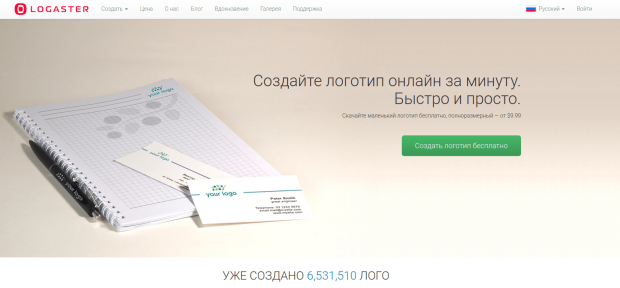 LOGASTER
Создать Цена О нас Блог Вдохновение Галерея Поддержка Русский Войти
Создайте логотип онлайн за минуту.
Быстро и просто.
Скачайте маленький логотип бесплатно, полноразмерный — от $9.99
Создать логотип бесплатно
your logo
your logo
your logo
Peter Smith
УЖЕ СОЗДАНО 6,531,510 ЛОГО